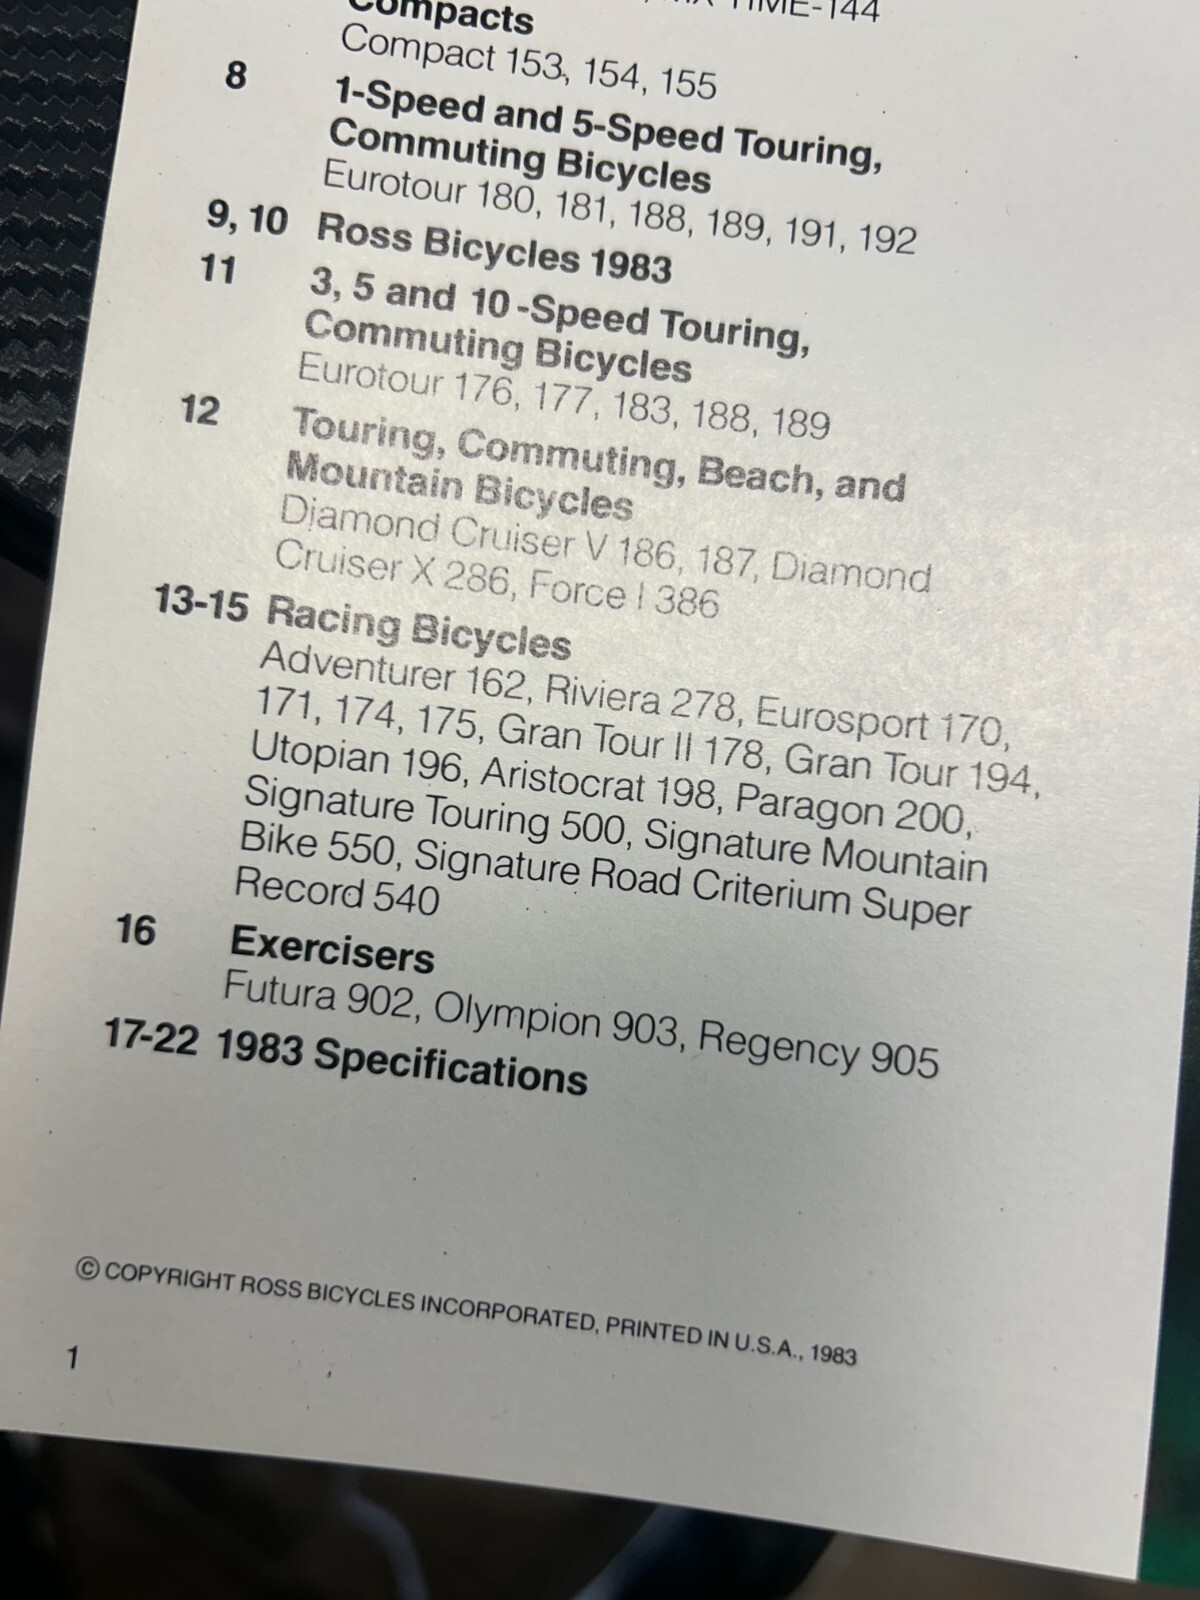 TIME-144
Compacts
Compact 153, 154, 155
8 1-Speed and 5-Speed Touring,
Commuting Bicycles
Eurotour 180, 181, 188, 189, 191, 192
9, 10 Ross Bicycles 1983
11 3, 5 and 10-Speed Touring,
Commuting Bicycles
Eurotour 176, 177, 183, 188, 189
12 Touring, Commuting, Beach, and
Mountain Bicycles
Diamond Cruiser V 186, 187, Diamond
Cruiser X 286, Force I 386
13-15 Racing Bicycles
Adventurer 162, Riviera 278, Eurosport 170,
171, 174, 175, Gran Tour II 178, Gran Tour 194,
Utopian 196, Aristocrat 198, Paragon 200,
Signature Touring 500, Signature Mountain
Bike 550, Signature Road Criterium Super
Record 540
16 Exercisers
Futura 902, Olympion 903, Regency 905
17-22 1983 Specifications
© COPYRIGHT ROSS BICYCLES INCORPORATED, PRINTED IN U.S.A., 1983
1